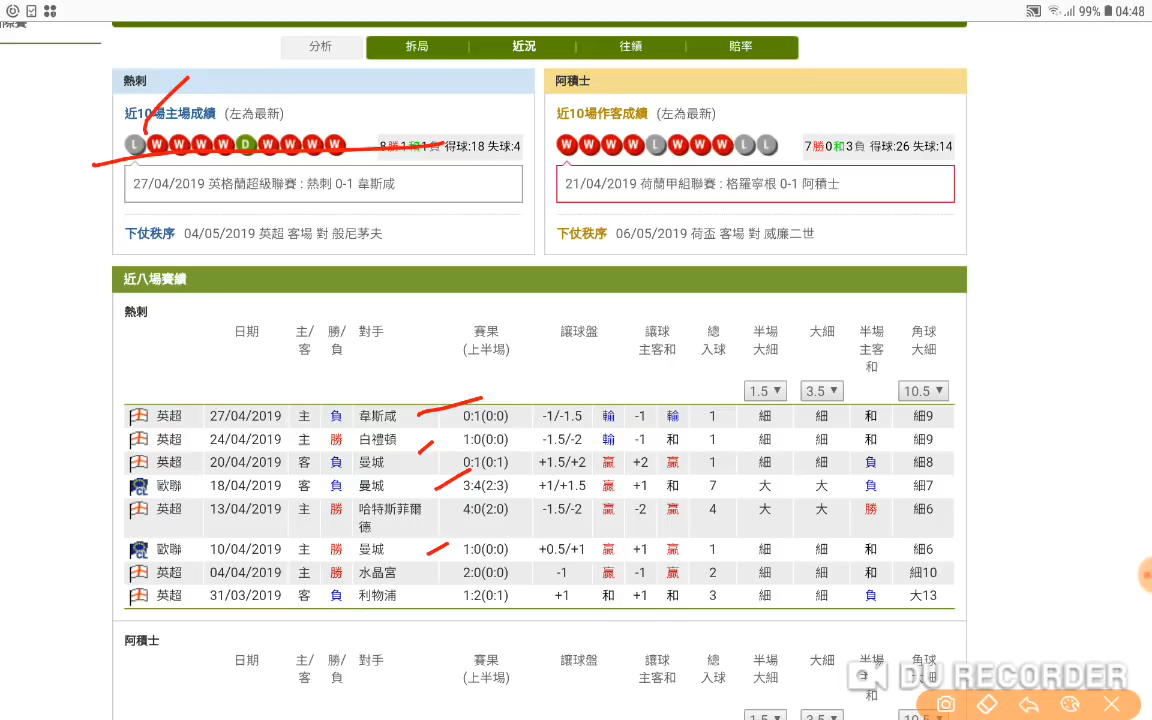 99% 04:48
際賽
分析 拆局 近況 往績 賠率
熱刺
近10場主場成績 (左為最新)
L W W W W D W W W W 8勝1和1負 得球:18 失球:4
27/04/2019 英格蘭超級聯賽 : 熱刺 0-1 韋斯咸
下仗秩序 04/05/2019 英超 客場 對 般尼茅夫
阿積士
近10場作客成績 (左為最新)
W W W W L W W W L L 7勝0和3負 得球:26 失球:14
21/04/2019 荷蘭甲組聯賽 : 格羅寧根 0-1 阿積士
下仗秩序 06/05/2019 荷盃 客場 對 威廉二世
近八場賽績
熱刺
日期 主/客 勝/負 對手 賽果(上半場) 讓球盤 讓球主客和 總入球 半場大細 大細 半場主客和 角球大細
1.5 ▼ 3.5 ▼ 10.5 ▼
英超 27/04/2019 主 負 韋斯咸 0:1(0:0) -1/-1.5 輸 -1 輸 1 細 細 和 細9
英超 24/04/2019 主 勝 白禮頓 1:0(0:0) -1.5/-2 輸 -1 和 1 細 細 和 細9
英超 20/04/2019 客 負 曼城 0:1(0:1) +1.5/+2 贏 +2 贏 1 細 細 負 細8
歐聯 18/04/2019 客 負 曼城 3:4(2:3) +1/+1.5 贏 +1 和 7 大 大 負 細7
英超 13/04/2019 主 勝 哈特斯菲爾德 4:0(2:0) -1.5/-2 贏 -2 贏 4 大 大 勝 細6
歐聯 10/04/2019 主 勝 曼城 1:0(0:0) +0.5/+1 贏 +1 贏 1 細 細 和 細6
英超 04/04/2019 主 勝 水晶宮 2:0(0:0) -1 贏 -1 贏 2 細 細 和 細10
英超 31/03/2019 客 負 利物浦 1:2(0:1) +1 和 +1 和 3 細 細 負 大13
阿積士
日期 主/客 勝/負 對手 賽果(上半場) 讓球盤 讓球主客和 總入球 半場大細 大細 半場主客和 角球大細
1.5 ▼ 3.5 ▼ 10.5 ▼
DU RECORDER